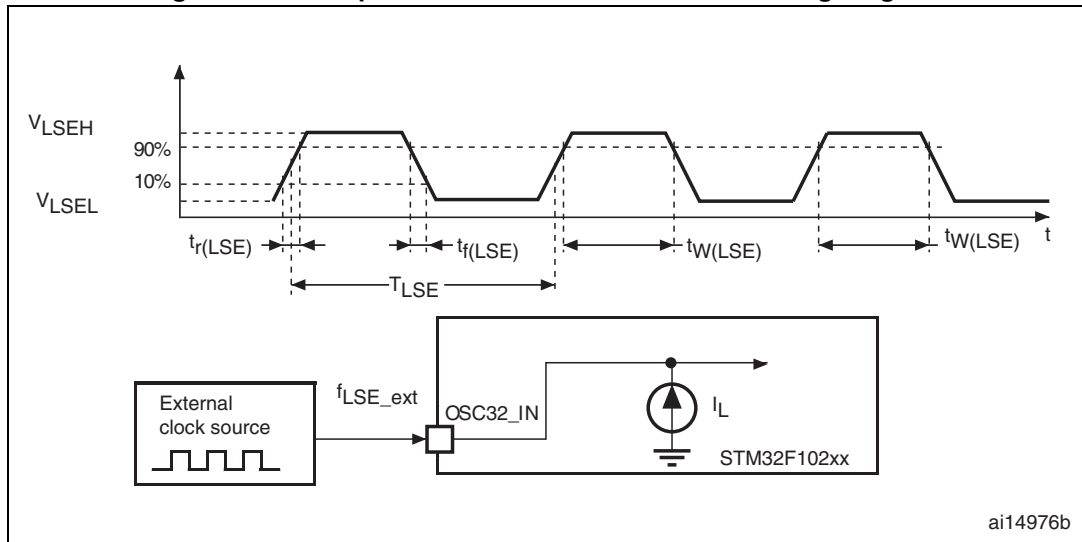 VLSEH
90%
10%
VLSEL
tr(LSE)
tf(LSE)
tW(LSE)
tW(LSE)
t
TLSE
External
clock source
fLSE_ext
OSC32_IN
IL
STM32F102xx
ai14976b